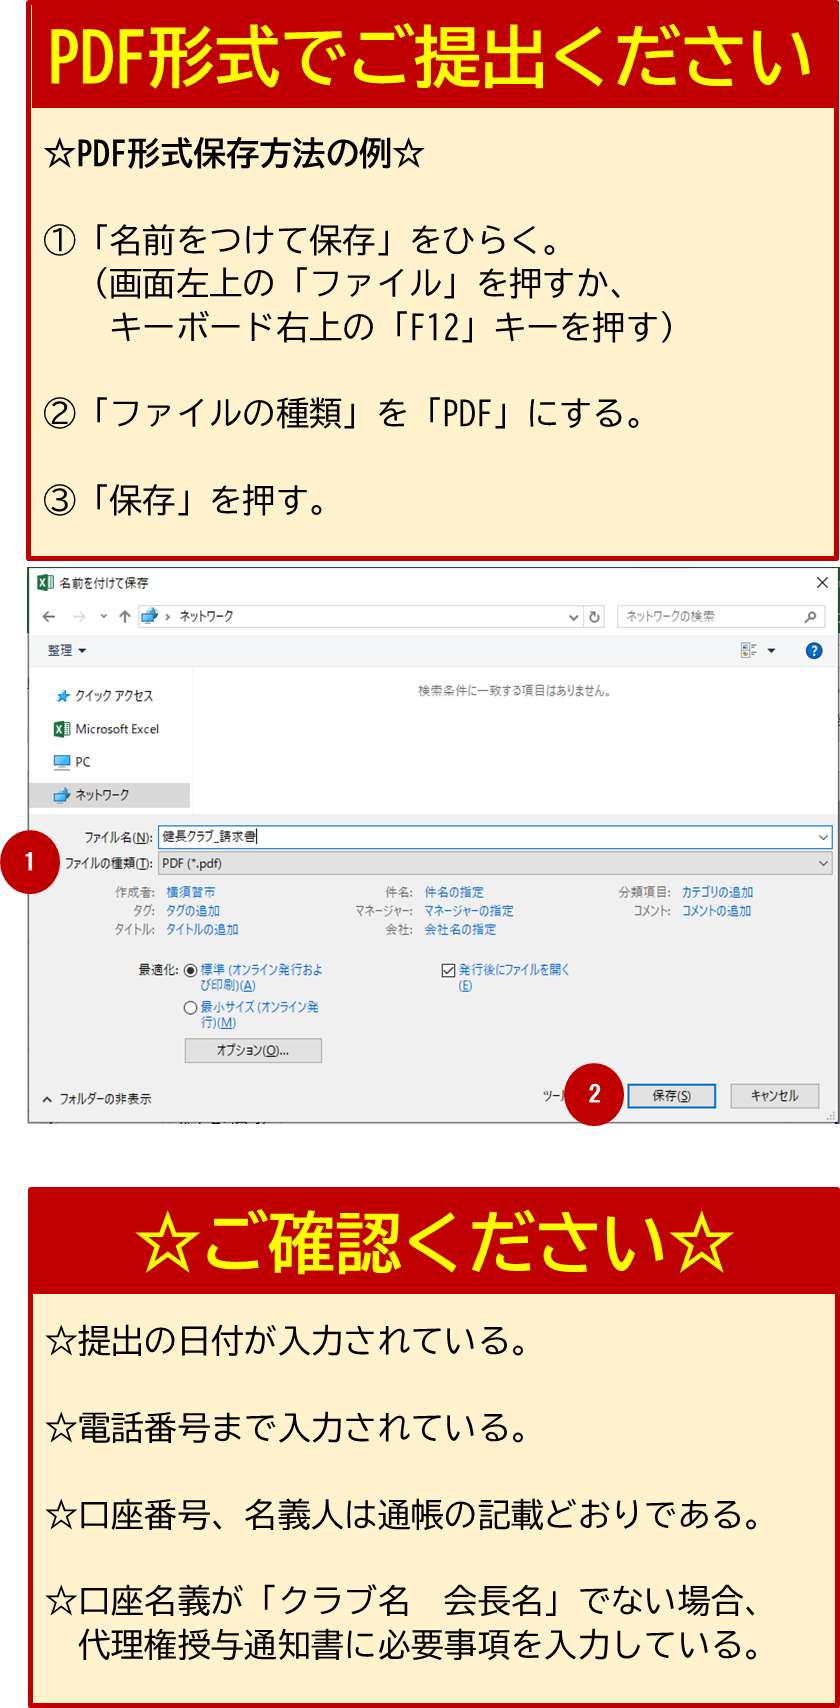 PDF形式でご提出ください
☆PDF形式保存方法の例☆
①「名前をつけて保存」をひらく。
（画面左上の「ファイル」を押すか、
キーボード右上の「F12」キーを押す）
②「ファイルの種類」を「PDF」にする。
③「保存」を押す。
名前を付けて保存
ネットワーク
ネットワークの検索
整理
クイック アクセス
検索条件に一致する項目はありません。
Microsoft Excel
PC
ネットワーク
ファイル名(N): 健長クラブ_請求書
1
ファイルの種類(T): PDF (*.pdf)
作成者: 横須賀市 件名: 件名の指定 分類項目: カテゴリの追加
タグ: タグの追加 マネージャー: マネージャーの指定 コメント: コメントの追加
タイトル: タイトルの追加 会社: 会社名の指定
最適化: 標準 (オンライン発行およ 発行後にファイルを開く
び印刷)(A) (E)
最小サイズ (オンライン発
行)(M)
オプション(O)...
フォルダーの非表示 ツー 2 保存(S) キャンセル
☆ご確認ください☆
☆提出の日付が入力されている。
☆電話番号まで入力されている。
☆口座番号、名義人は通帳の記載どおりである。
☆口座名義が「クラブ名　会長名」でない場合、
代理権授与通知書に必要事項を入力している。